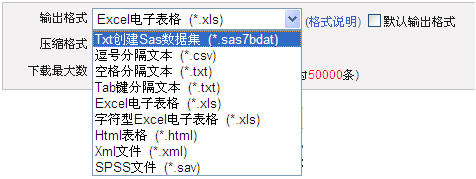 输出格式 Excel电子表格 (*.xls) (格式说明) 默认输出格式
压缩格式 Txt创建Sas数据集 (*.sas7bdat)
逗号分隔文本 (*.csv)
下载最大数 空格分隔文本 (*.txt) 50000条)
Tab键分隔文本 (*.txt)
Excel电子表格 (*.xls)
字符型Excel电子表格 (*.xls)
Html表格 (*.html)
Xml文件 (*.xml)
SPSS文件 (*.sav)